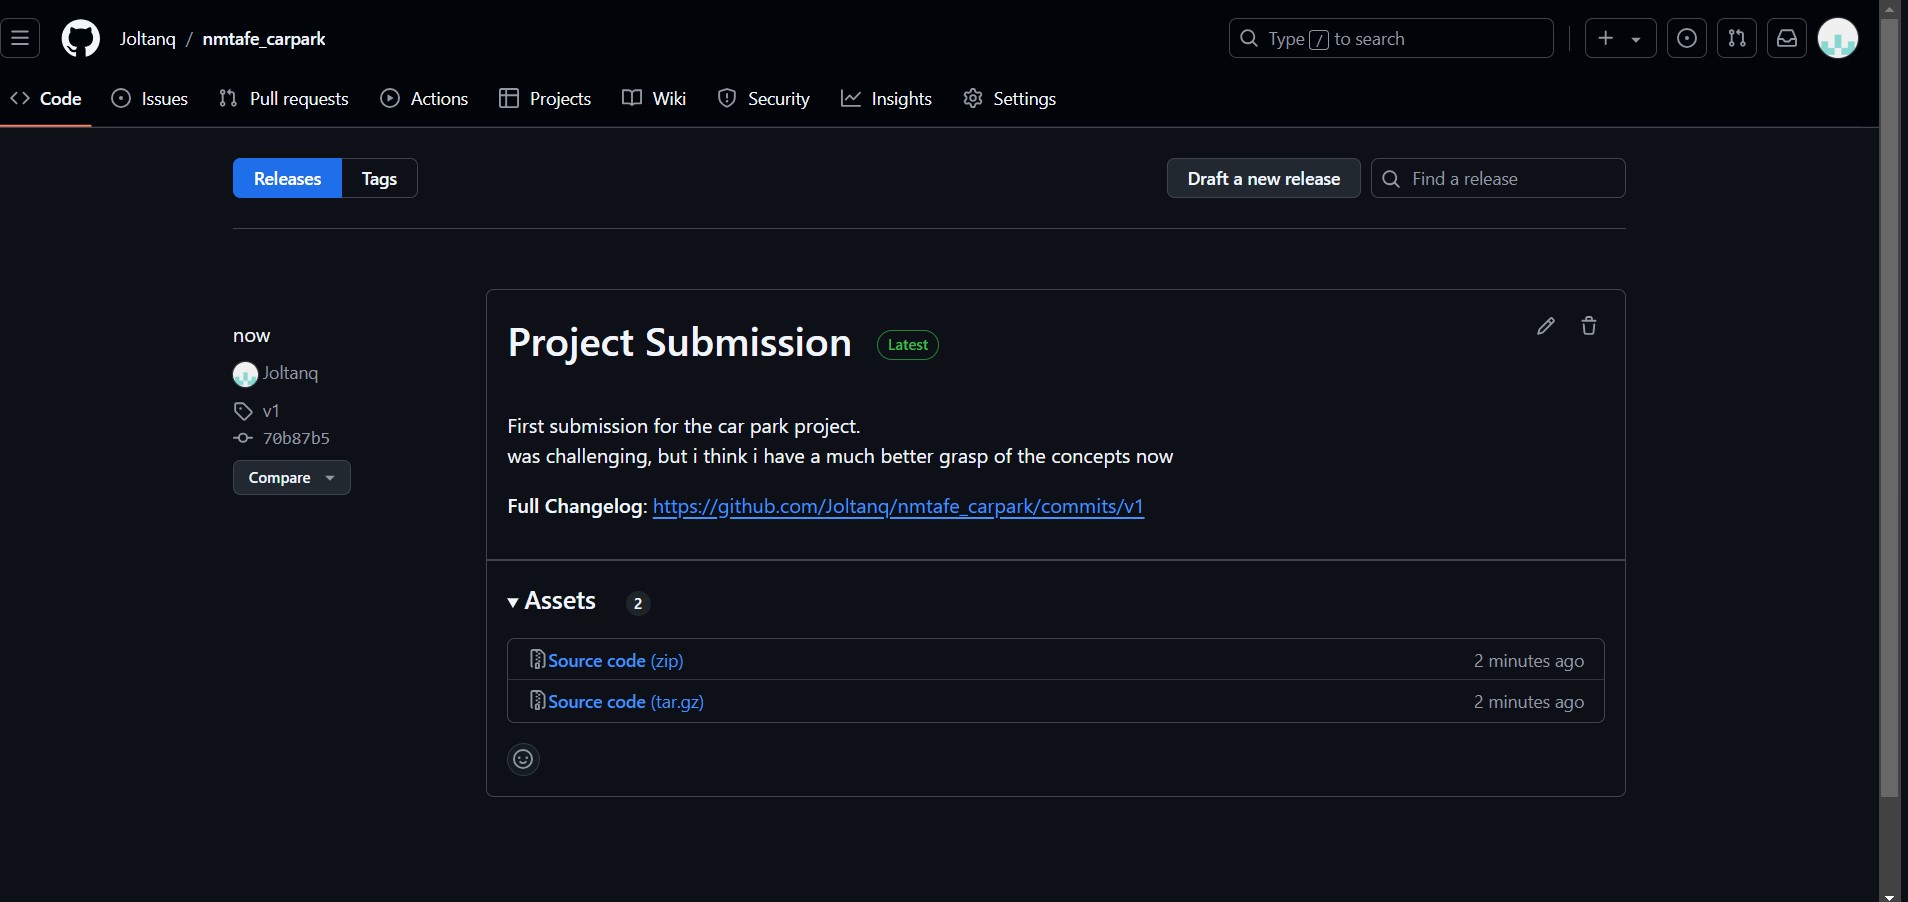 Joltanq / nmtafe_carpark
Type / to search
Code
Issues
Pull requests
Actions
Projects
Wiki
Security
Insights
Settings
Releases
Tags
Draft a new release
Find a release
now
Joltanq
v1
70b87b5
Compare
Project Submission
Latest
First submission for the car park project.
was challenging, but i think i have a much better grasp of the concepts now
Full Changelog: https://github.com/Joltanq/nmtafe_carpark/commits/v1
Assets 2
Source code (zip) 2 minutes ago
Source code (tar.gz) 2 minutes ago